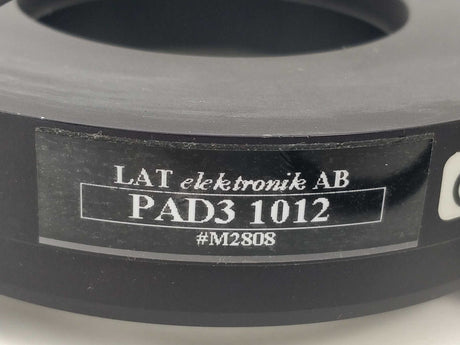 LAT elektronik AB
PAD3 1012
#M2808